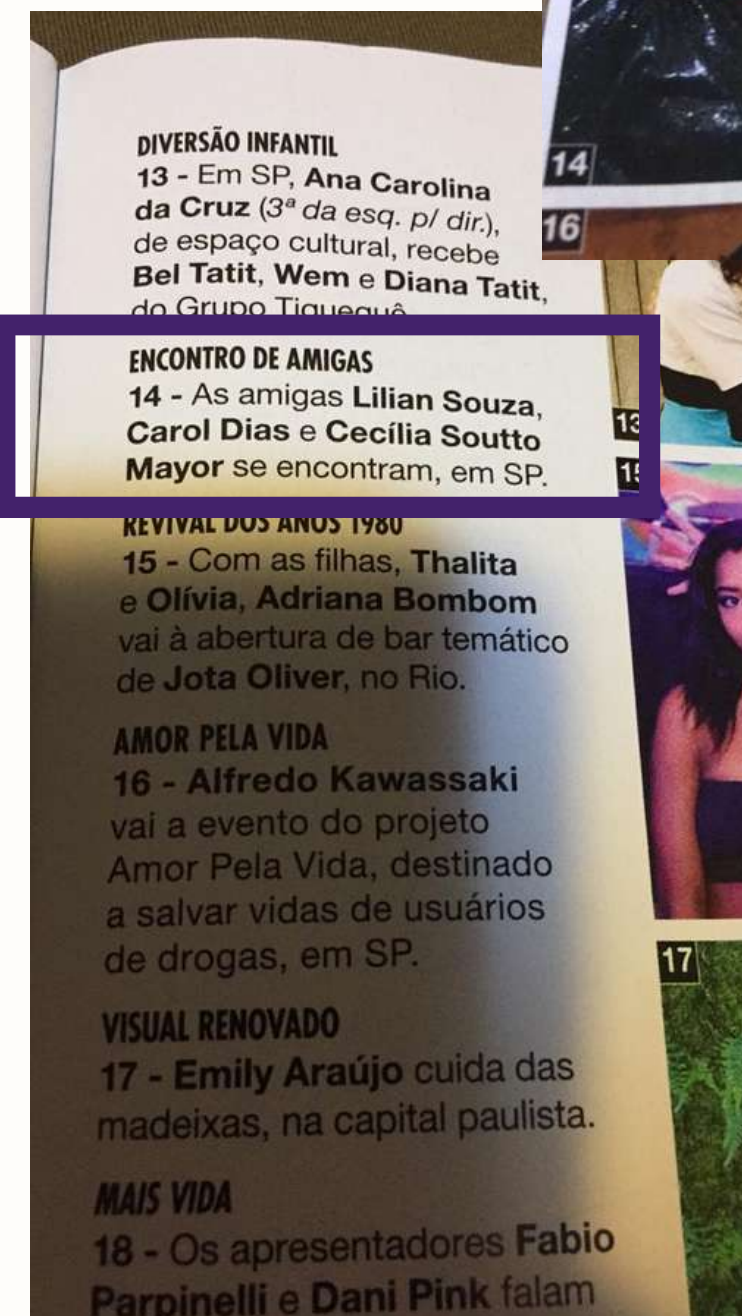 DIVERSÃO INFANTIL
13 - Em SP, Ana Carolina
da Cruz (3ª da esq. p/ dir.),
de espaço cultural, recebe
Bel Tatit, Wem e Diana Tatit,
do Grupo Tiquequê
ENCONTRO DE AMIGAS
14 - As amigas Lilian Souza,
Carol Dias e Cecília Soutto
Mayor se encontram, em SP.
REVIVAL DOS ANOS 1980
15 - Com as filhas, Thalita
e Olívia, Adriana Bombom
vai à abertura de bar temático
de Jota Oliver, no Rio.
AMOR PELA VIDA
16 - Alfredo Kawassaki
vai a evento do projeto
Amor Pela Vida, destinado
a salvar vidas de usuários
de drogas, em SP.
VISUAL RENOVADO
17 - Emily Araújo cuida das
madeixas, na capital paulista.
MAIS VIDA
18 - Os apresentadores Fabio
Parpinelli e Dani Pink falam
14
16
13
15
17